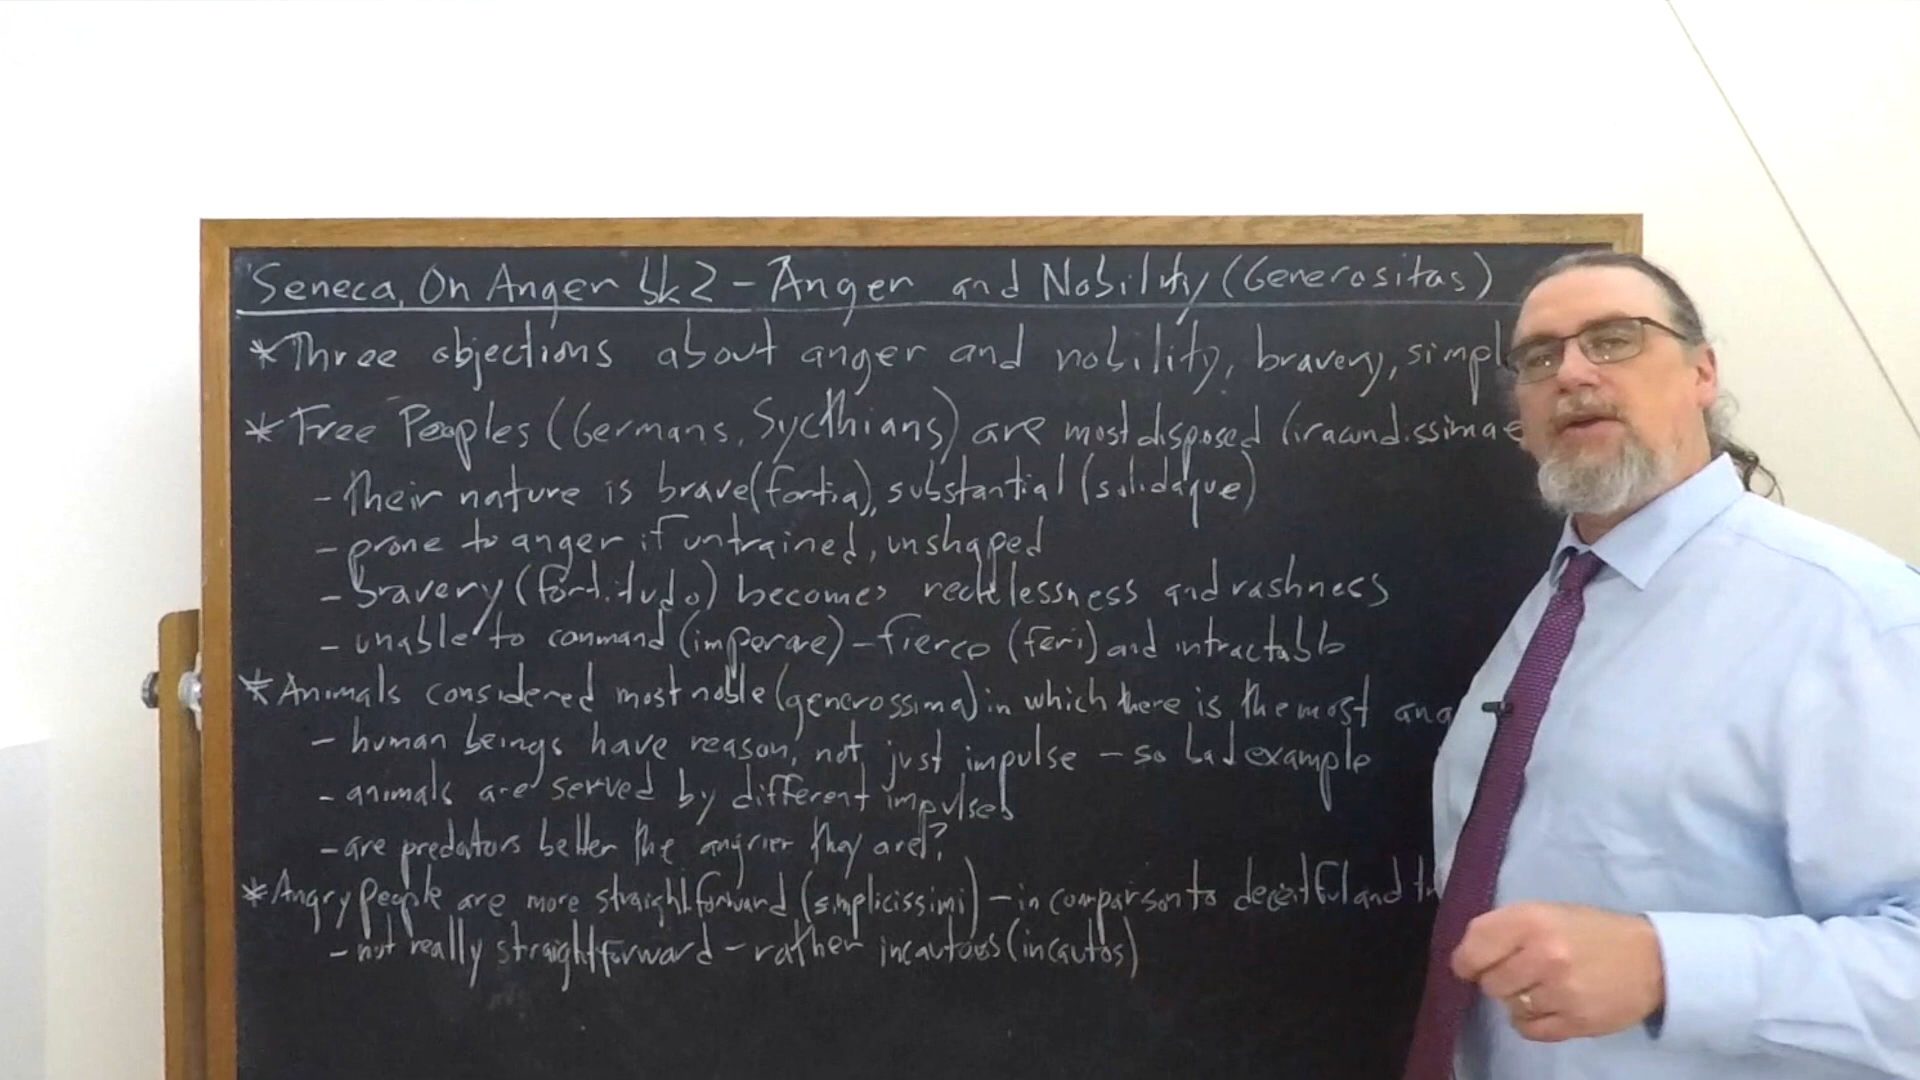 Seneca, On Anger bk 2 - Anger and Nobility (Generositas)
* Three objections about anger and nobility, bravery, simpl
* Free Peoples (Germans, Sycthians) are most disposed (iracundissimae
- Their nature is brave (fortia), substantial (solidaque)
- prone to anger if untrained, unshaped
- bravery (fortitudo) becomes recklessness and rashness
- unable to command (imperare) - fierce (feri) and intractable
* Animals considered most noble (generossima) in which there is the most ang
- human beings have reason, not just impulse - so bad example
- animals are served by different impulses
- are predators better the angrier they are?
* Angry people are more straightforward (simplicissimi) - in comparison to deceitful and
- not really straightforward - rather incautious (incautos)